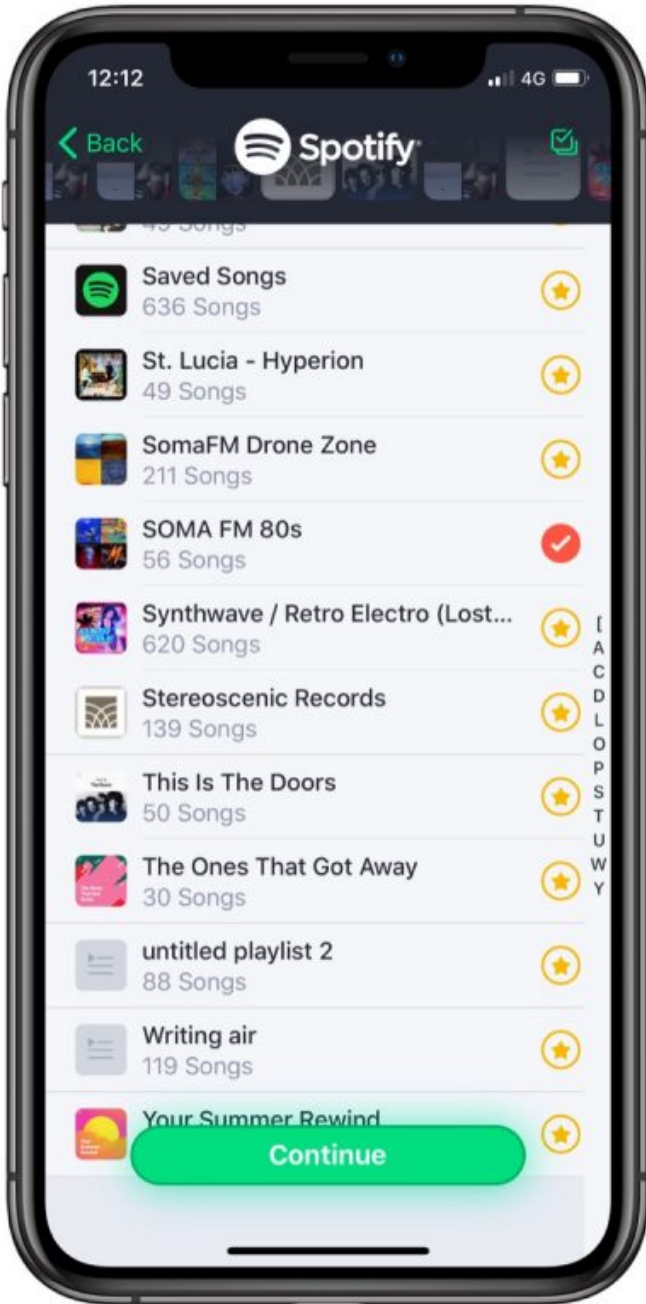 12:12
4G
Back
Spotify
49 Songs
Saved Songs
636 Songs
St. Lucia - Hyperion
49 Songs
SomaFM Drone Zone
211 Songs
SOMA FM 80s
56 Songs
Synthwave / Retro Electro (Lost...
620 Songs
Stereoscenic Records
139 Songs
This Is The Doors
50 Songs
The Ones That Got Away
30 Songs
untitled playlist 2
88 Songs
Writing air
119 Songs
Your Summer Rewind
Continue
[
A
C
D
L
O
P
S
T
U
W
Y